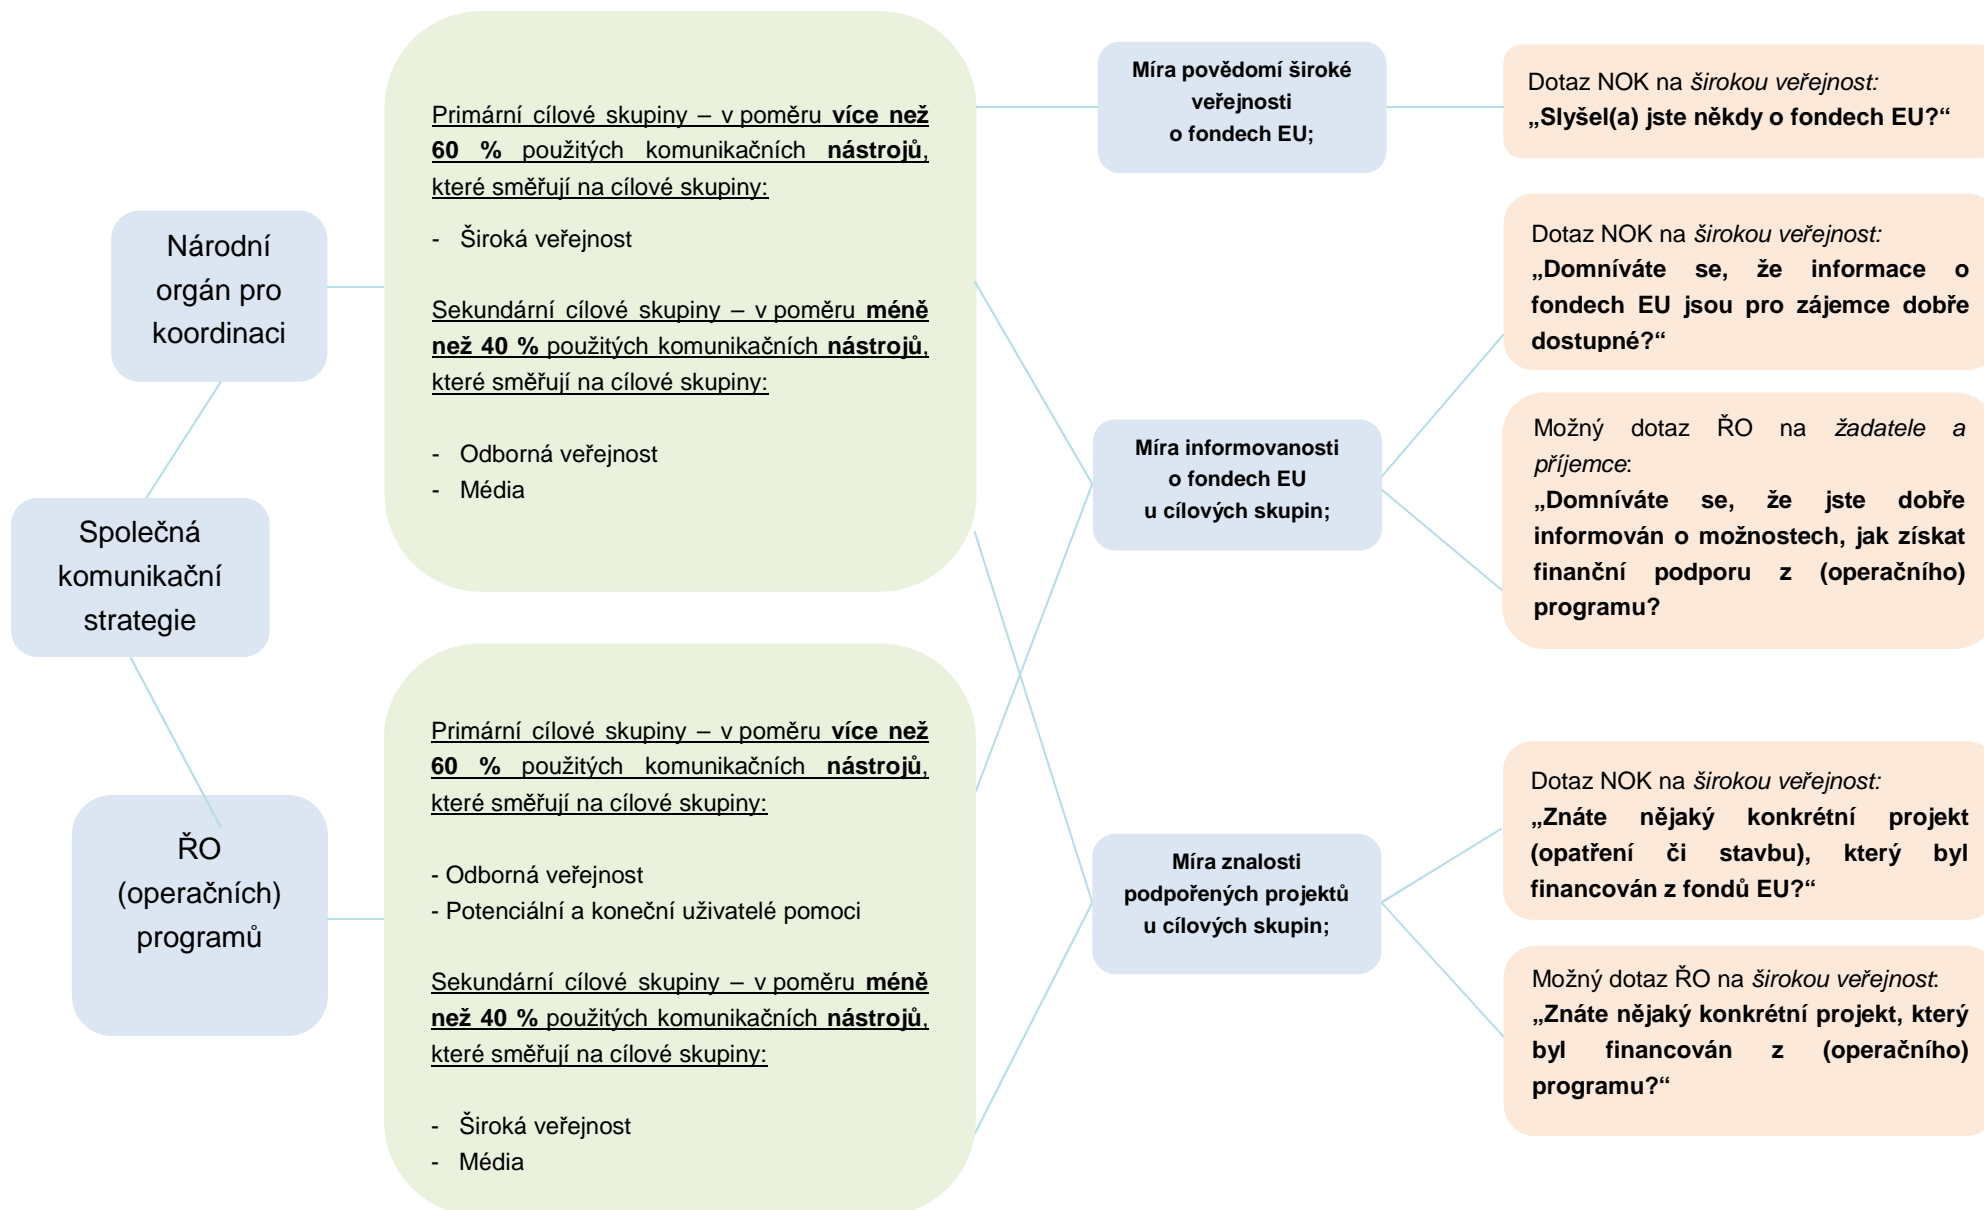 Společná
komunikační
strategie
Národní
orgán pro
koordinaci
ŘO
(operačních)
programů
Primární cílové skupiny – v poměru více než
60 % použitých komunikačních nástrojů,
které směřují na cílové skupiny:
- Široká veřejnost
Sekundární cílové skupiny – v poměru méně
než 40 % použitých komunikačních nástrojů,
které směřují na cílové skupiny:
- Odborná veřejnost
- Média
Primární cílové skupiny – v poměru více než
60 % použitých komunikačních nástrojů,
které směřují na cílové skupiny:
- Odborná veřejnost
- Potenciální a koneční uživatelé pomoci
Sekundární cílové skupiny – v poměru méně
než 40 % použitých komunikačních nástrojů,
které směřují na cílové skupiny:
- Široká veřejnost
- Média
Míra povědomí široké
veřejnosti
o fondech EU;
Míra informovanosti
o fondech EU
u cílových skupin;
Míra znalosti
podpořených projektů
u cílových skupin;
Dotaz NOK na širokou veřejnost:
„Slyšel(a) jste někdy o fondech EU?“
Dotaz NOK na širokou veřejnost:
„Domníváte se, že informace o
fondech EU jsou pro zájemce dobře
dostupné?“
Možný dotaz ŘO na žadatele a
příjemce:
„Domníváte se, že jste dobře
informován o možnostech, jak získat
finanční podporu z (operačního)
programu?
Dotaz NOK na širokou veřejnost:
„Znáte nějaký konkrétní projekt
(opatření či stavbu), který byl
financován z fondů EU?“
Možný dotaz ŘO na širokou veřejnost:
„Znáte nějaký konkrétní projekt, který
byl financován z (operačního)
programu?“